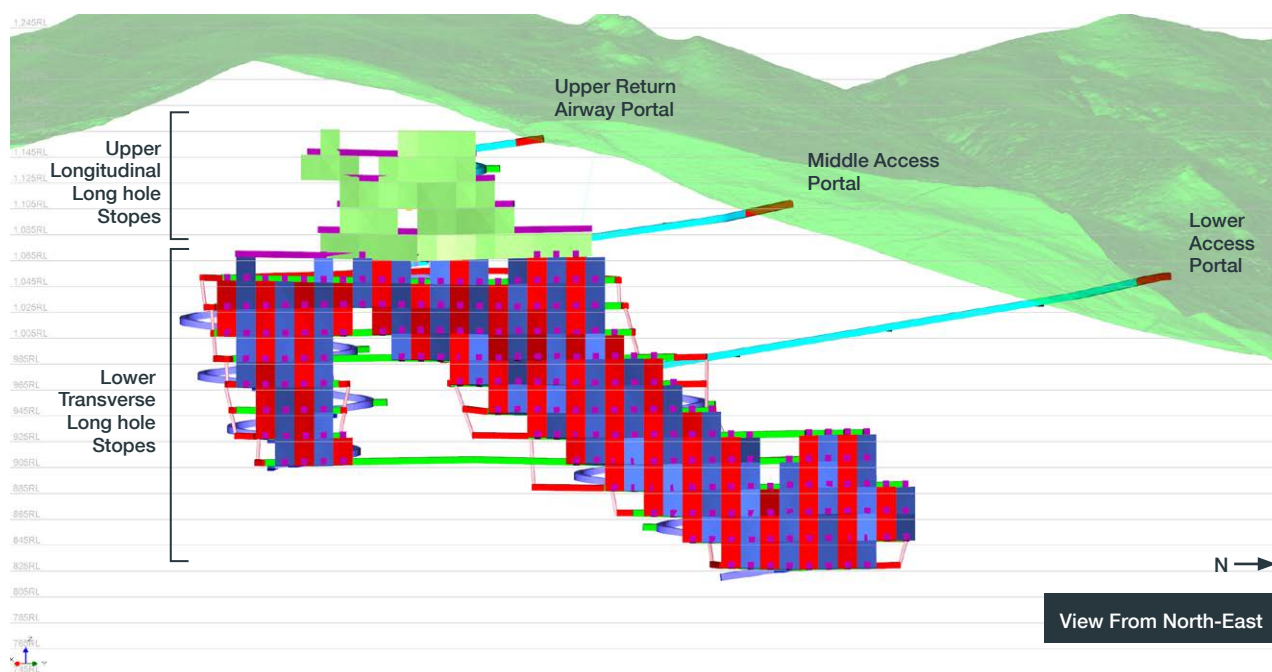 1,245RL
Upper Return
Airway Portal
Upper
Longitudinal
Long hole
Stopes
1,145RL
1,125RL
1,105RL
1,085RL
Middle Access
Portal
Lower
Access
Portal
1,065RL
1,045RL
1,025RL
1,005RL
985RL
965RL
945RL
925RL
905RL
885RL
865RL
845RL
825RL
805RL
785RL
765RL
745RL
Lower
Transverse
Long hole
Stopes
N
View From North-East